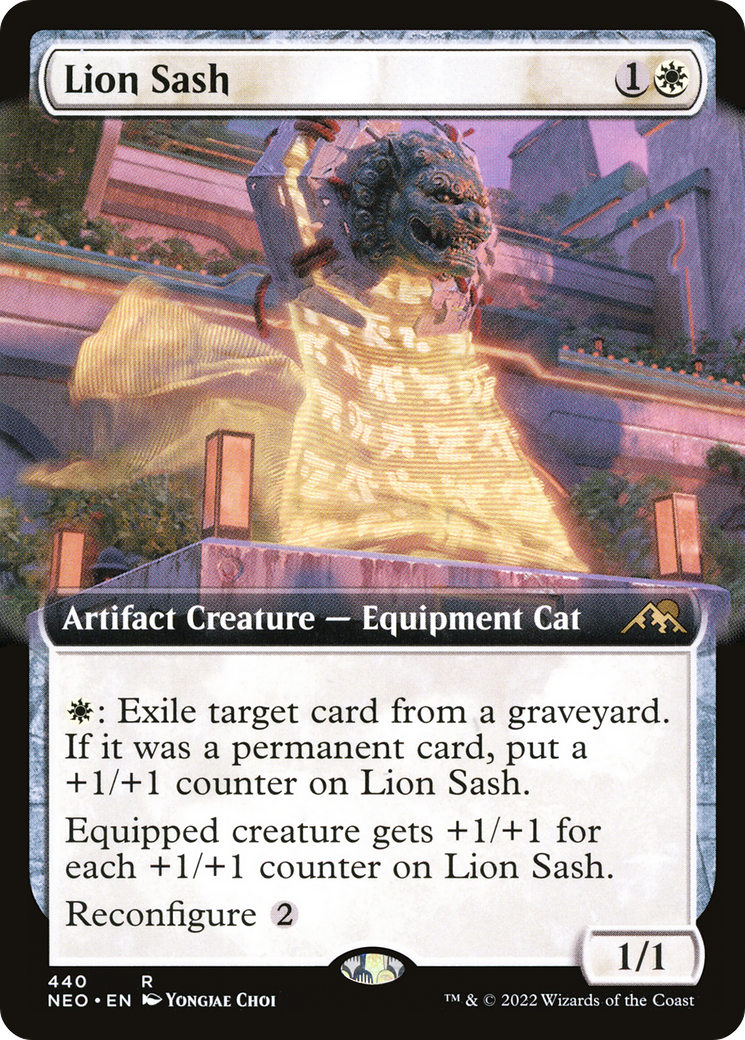 Lion Sash 1
Artifact Creature — Equipment Cat
: Exile target card from a graveyard.
If it was a permanent card, put a
+1/+1 counter on Lion Sash.
Equipped creature gets +1/+1 for
each +1/+1 counter on Lion Sash.
Reconfigure 2
1/1
440 R
NEO • EN Yongjae Choi
™ & © 2022 Wizards of the Coast